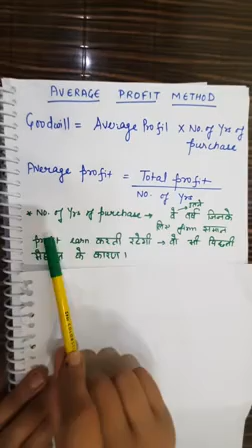 AVERAGE PROFIT METHOD
Goodwill = Average Profit × No. of Yrs of purchase
Average profit = Total profit / No. of Yrs.
* No. of Yrs of purchase → वे वर्ष जिनके
लिए firm समान
profit earn करती रहेगी → वो भी पिछली
के कारण।